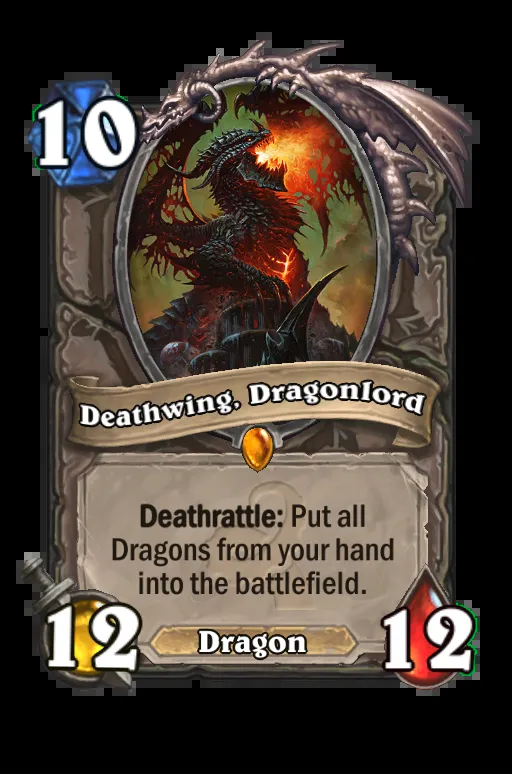 10
Deathwing, Dragonlord
Deathrattle: Put all
Dragons from your hand
into the battlefield.
12
Dragon
12